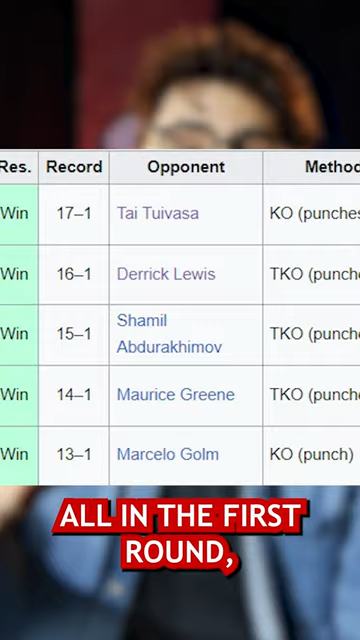 Res. Record Opponent Method
Win 17–1 Tai Tuivasa KO (punches
Win 16–1 Derrick Lewis TKO (punche
Win 15–1 Shamil Abdurakhimov TKO (punche
Win 14–1 Maurice Greene TKO (punche
Win 13–1 Marcelo Golm KO (punch)
ALL IN THE FIRST
ROUND,